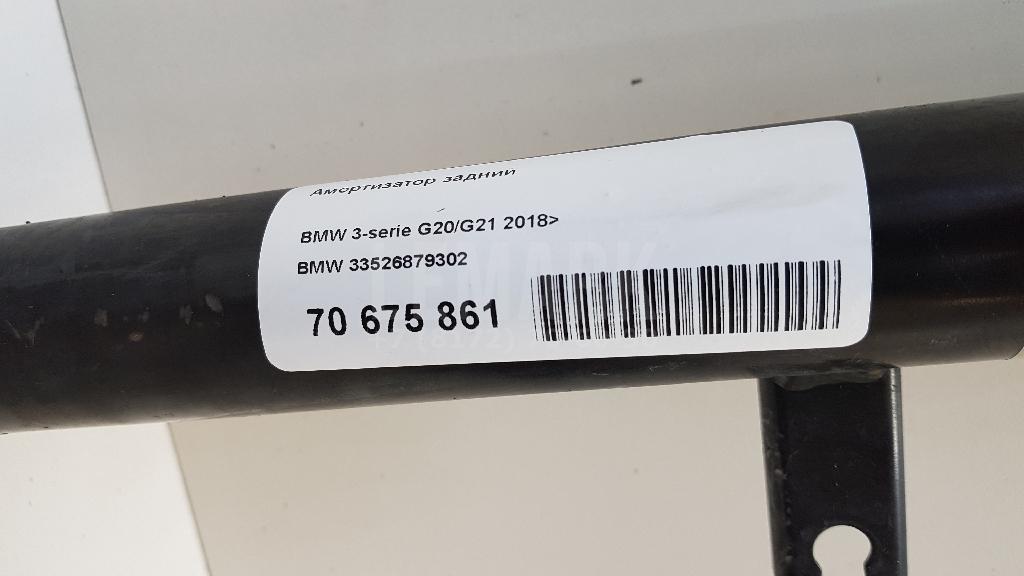 Амортизатор задний
BMW 3-serie G20/G21 2018>
BMW 33526879302
70 675 861